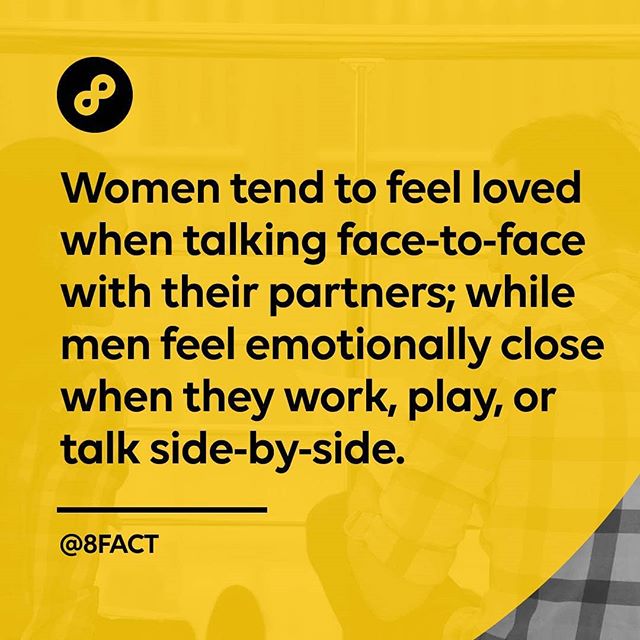 Women tend to feel loved
when talking face-to-face
with their partners; while
men feel emotionally close
when they work, play, or
talk side-by-side.
@8FACT